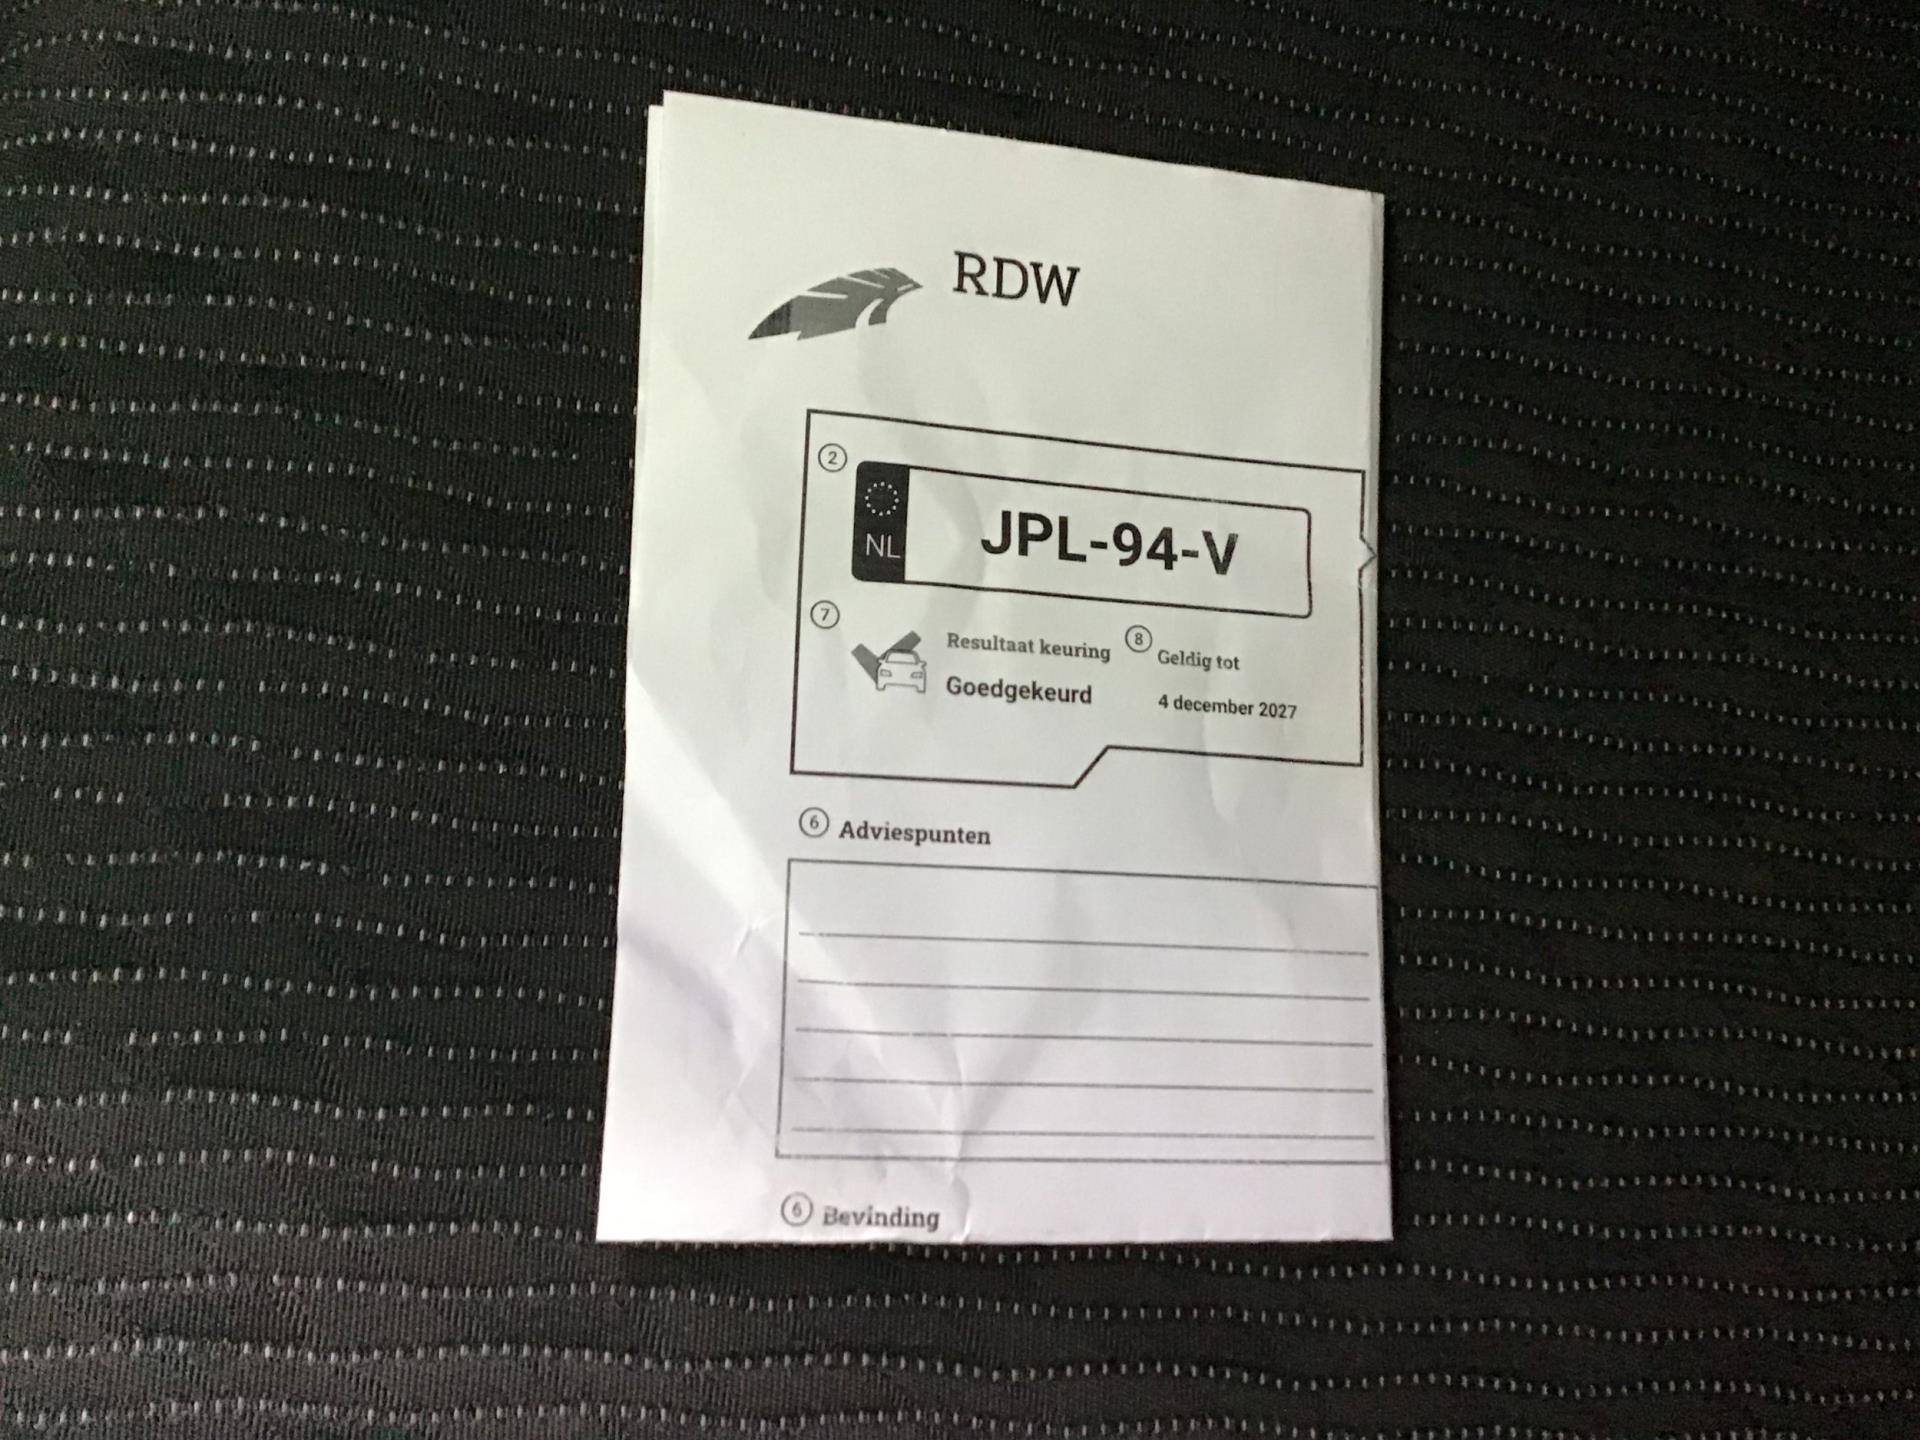 RDW
2
NL JPL-94-V
7 Resultaat keuring 8 Geldig tot
Goedgekeurd 4 december 2027
6 Adviespunten
6 Bevinding